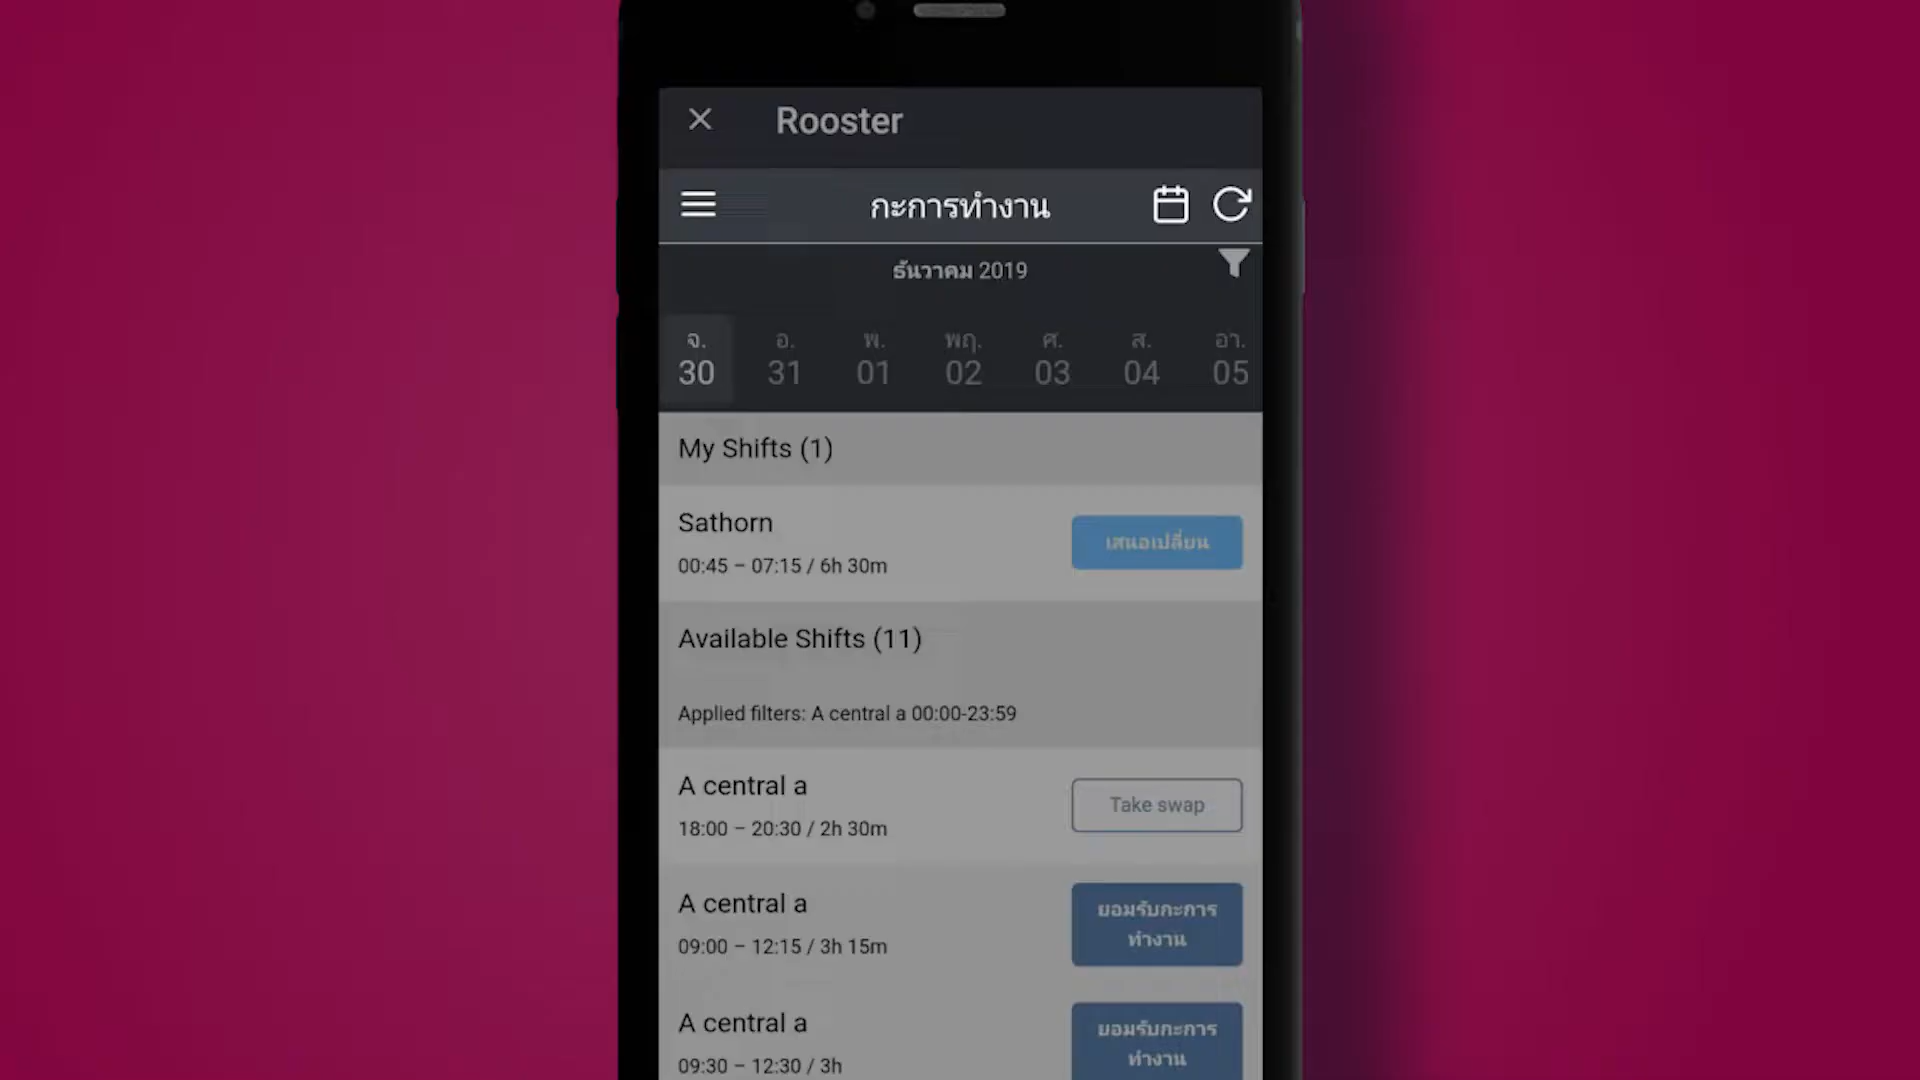 Rooster
กะการทำงาน
ธันวาคม 2019
จ. อ. พ. พฤ. ศ. ส. อา.
30 31 01 02 03 04 05
My Shifts (1)
Sathorn
เสนอเปลี่ยน
00:45 – 07:15 / 6h 30m
Available Shifts (11)
Applied filters: A central a 00:00-23:59
A central a
Take swap
18:00 – 20:30 / 2h 30m
A central a
ยอมรับกะการ
ทำงาน
09:00 – 12:15 / 3h 15m
A central a
ยอมรับกะการ
ทำงาน
09:30 – 12:30 / 3h